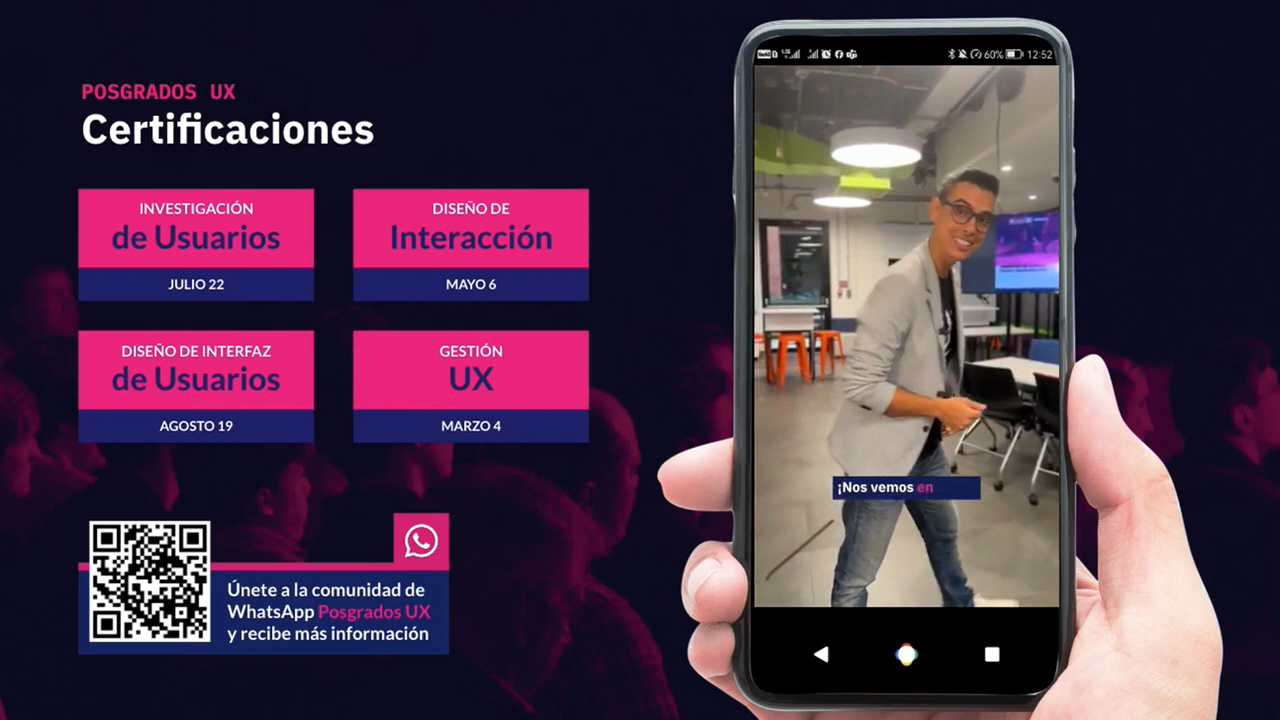 POSGRADOS UX
Certificaciones
INVESTIGACIÓN
de Usuarios
JULIO 22
DISEÑO DE
Interacción
MAYO 6
DISEÑO DE INTERFAZ
de Usuarios
AGOSTO 19
GESTIÓN
UX
MARZO 4
Únete a la comunidad de
WhatsApp Posgrados UX
y recibe más información
60% 12:52
¡Nos vemos en